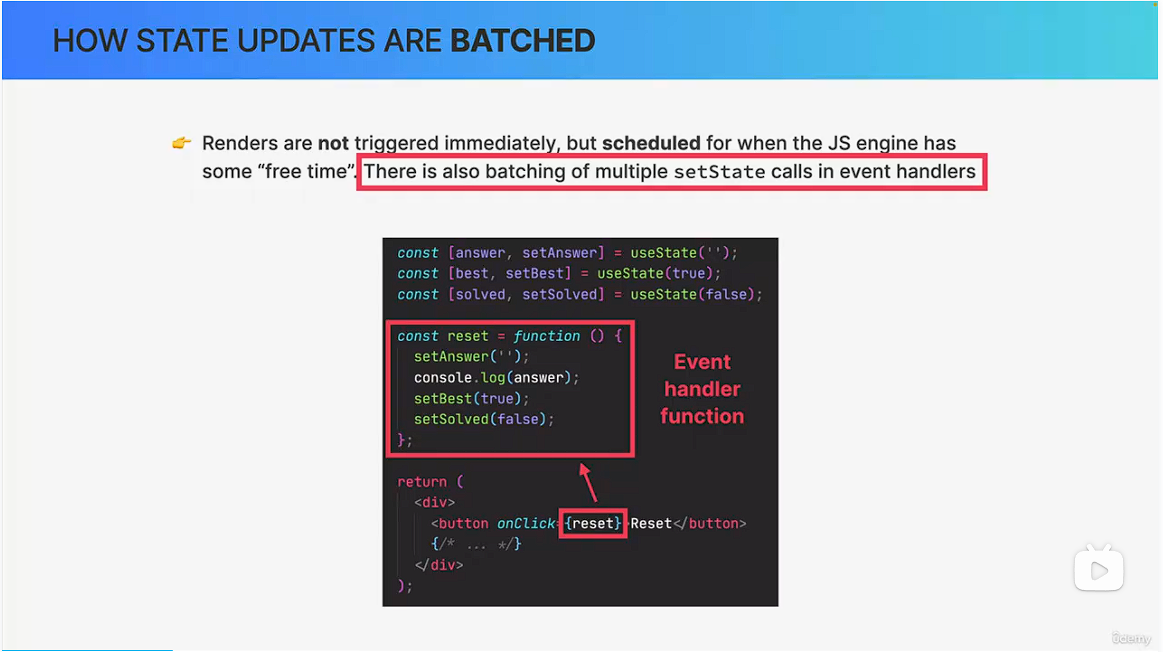 HOW STATE UPDATES ARE BATCHED
👉 Renders are not triggered immediately, but scheduled for when the JS engine has
some “free time”. There is also batching of multiple setState calls in event handlers
const [answer, setAnswer] = useState('');
const [best, setBest] = useState(true);
const [solved, setSolved] = useState(false);
const reset = function () {
setAnswer('');
console.log(answer);
setBest(true);
setSolved(false);
};
Event
handler
function
return (
<div>
<button onClick={reset}>Reset</button>
{/* ... */}
</div>
);
ûdemy